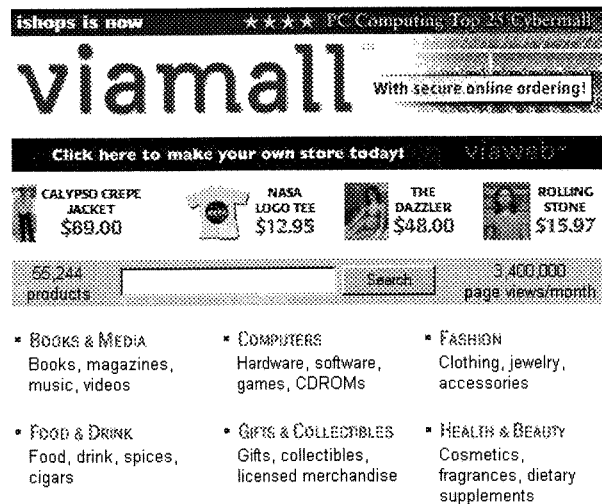 ishops is now ★★★★ PC Computing Top 25 Cybermall
viamall
With secure online ordering!
Click here to make your own store today! viaweb
CALYPSO CREPE JACKET
$89.00
NASA LOGO TEE
$12.95
THE DAZZLER
$48.00
ROLLING STONE
$15.97
55,244 products
Search
3,400,000 page views/month
Books & Media
Books, magazines,
music, videos
Computers
Hardware, software,
games, CDROMs
Fashion
Clothing, jewelry,
accessories
Food & Drink
Food, drink, spices,
cigars
Gifts & Collectibles
Gifts, collectibles,
licensed merchandise
Health & Beauty
Cosmetics,
fragrances, dietary
supplements